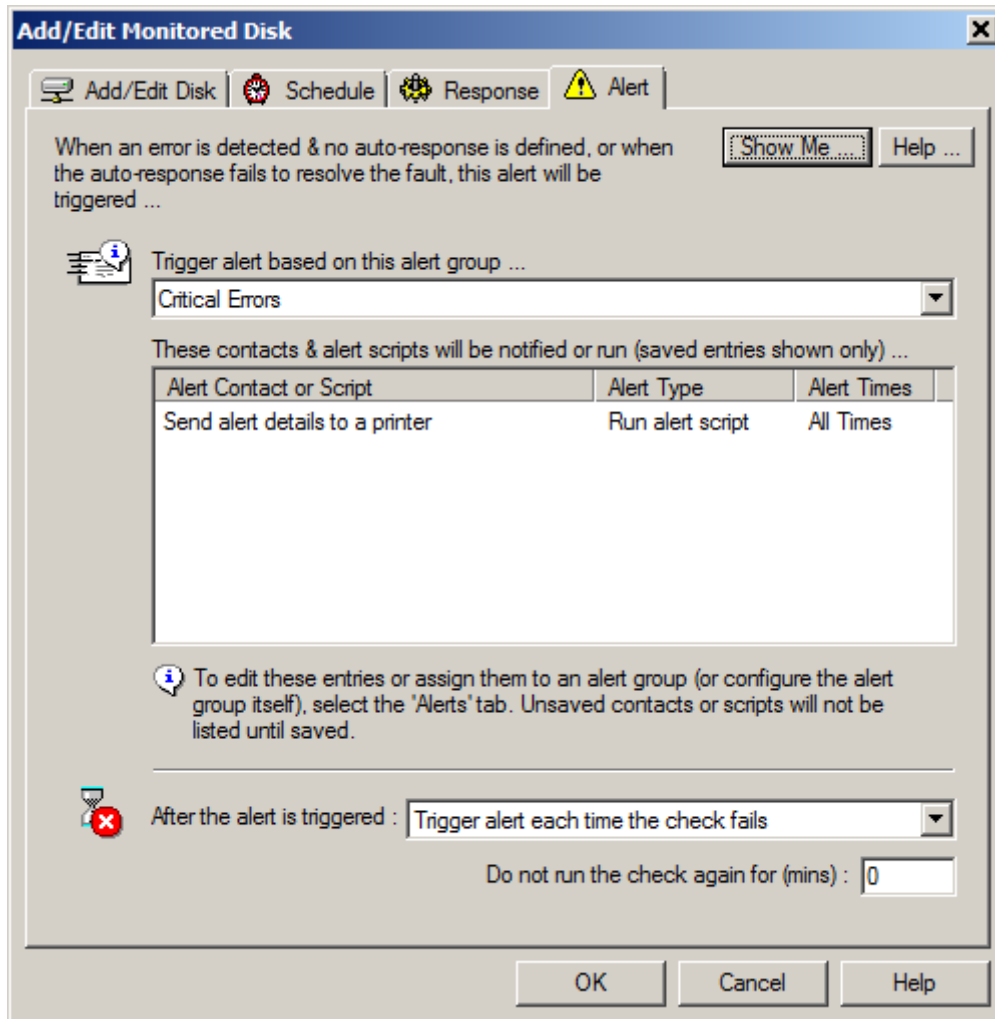 Add/Edit Monitored Disk
Add/Edit Disk Schedule Response Alert
When an error is detected & no auto-response is defined, or when
the auto-response fails to resolve the fault, this alert will be
triggered ...
Show Me ... Help ...
Trigger alert based on this alert group ...
Critical Errors
These contacts & alert scripts will be notified or run (saved entries shown only) ...
Alert Contact or Script Alert Type Alert Times
Send alert details to a printer Run alert script All Times
To edit these entries or assign them to an alert group (or configure the alert
group itself), select the 'Alerts' tab. Unsaved contacts or scripts will not be
listed until saved.
After the alert is triggered : Trigger alert each time the check fails
Do not run the check again for (mins) : 0
OK Cancel Help